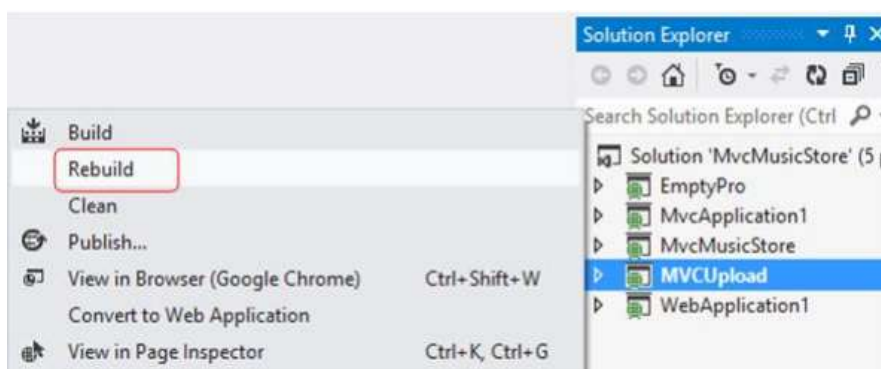 Solution Explorer
Search Solution Explorer (Ctrl
Build
Rebuild
Clean
Publish...
View in Browser (Google Chrome) Ctrl+Shift+W
Convert to Web Application
View in Page Inspector Ctrl+K, Ctrl+G
Solution 'MvcMusicStore' (5
EmptyPro
MvcApplication1
MvcMusicStore
MVCUpload
WebApplication1